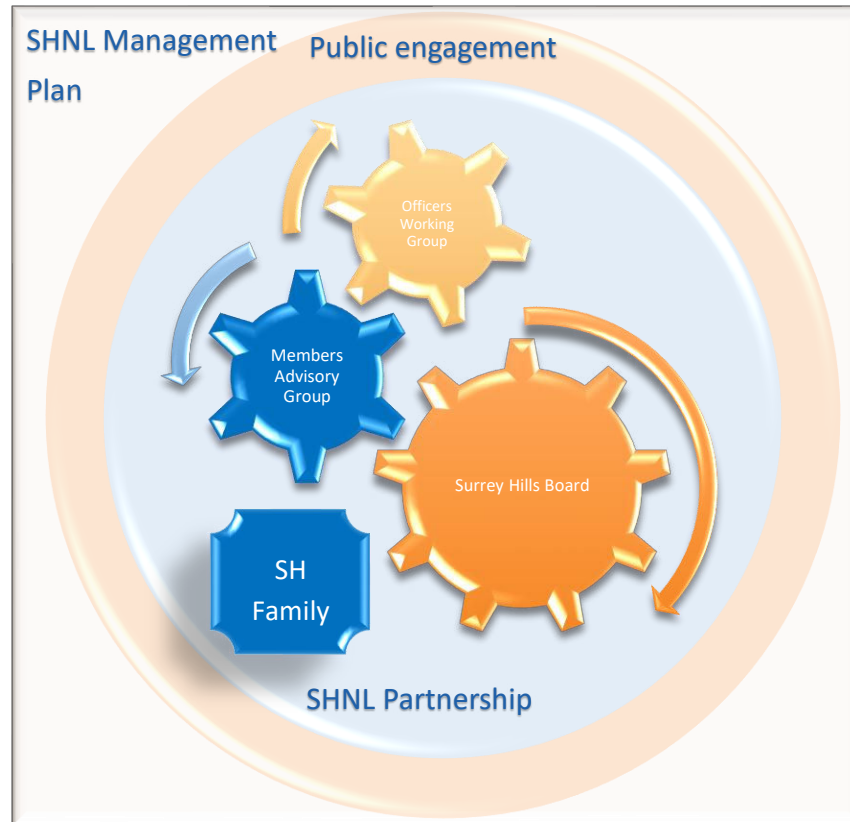 SHNL Management
Plan
Public engagement
Officers
Working
Group
Members
Advisory
Group
Surrey Hills Board
SH
Family
SHNL Partnership